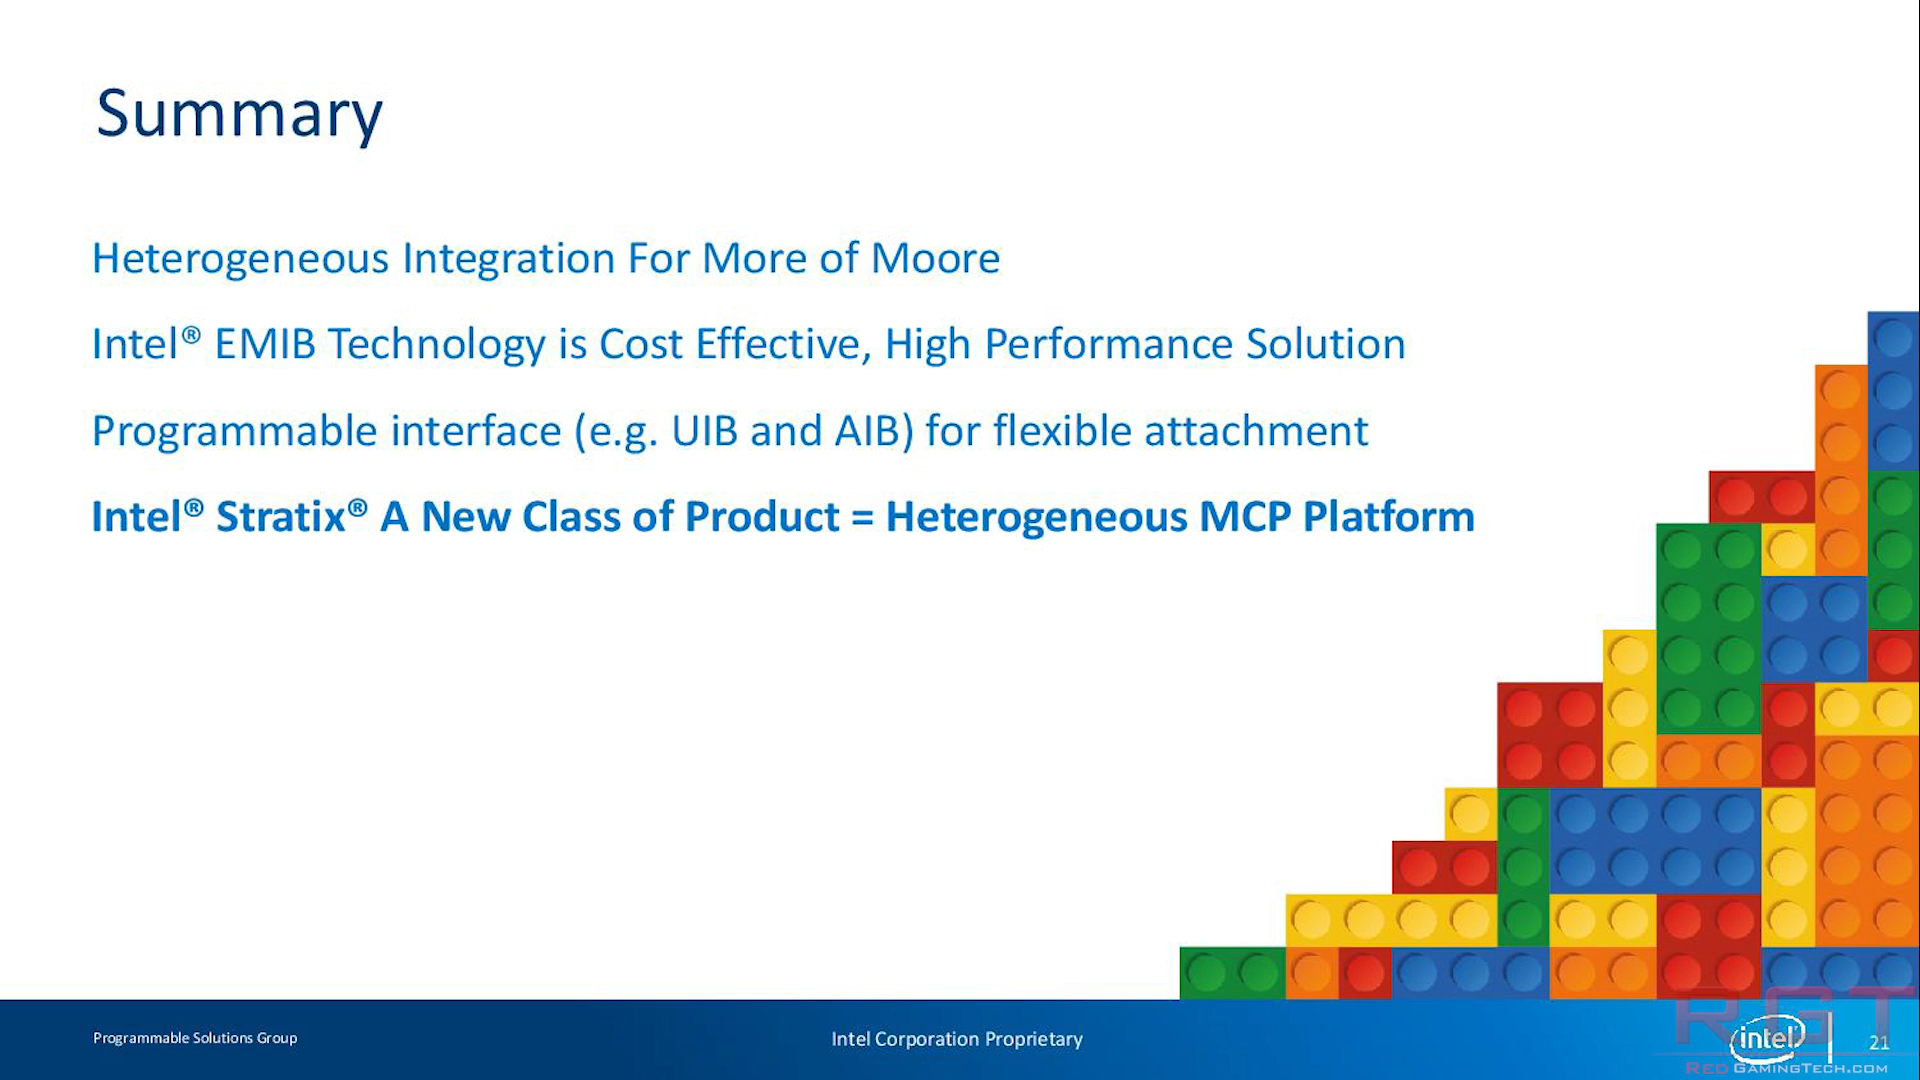 Summary
Heterogeneous Integration For More of Moore
Intel® EMIB Technology is Cost Effective, High Performance Solution
Programmable interface (e.g. UIB and AIB) for flexible attachment
Intel® Stratix® A New Class of Product = Heterogeneous MCP Platform
Programmable Solutions Group
Intel Corporation Proprietary
RGT
intel
21
RedGamingTech.com